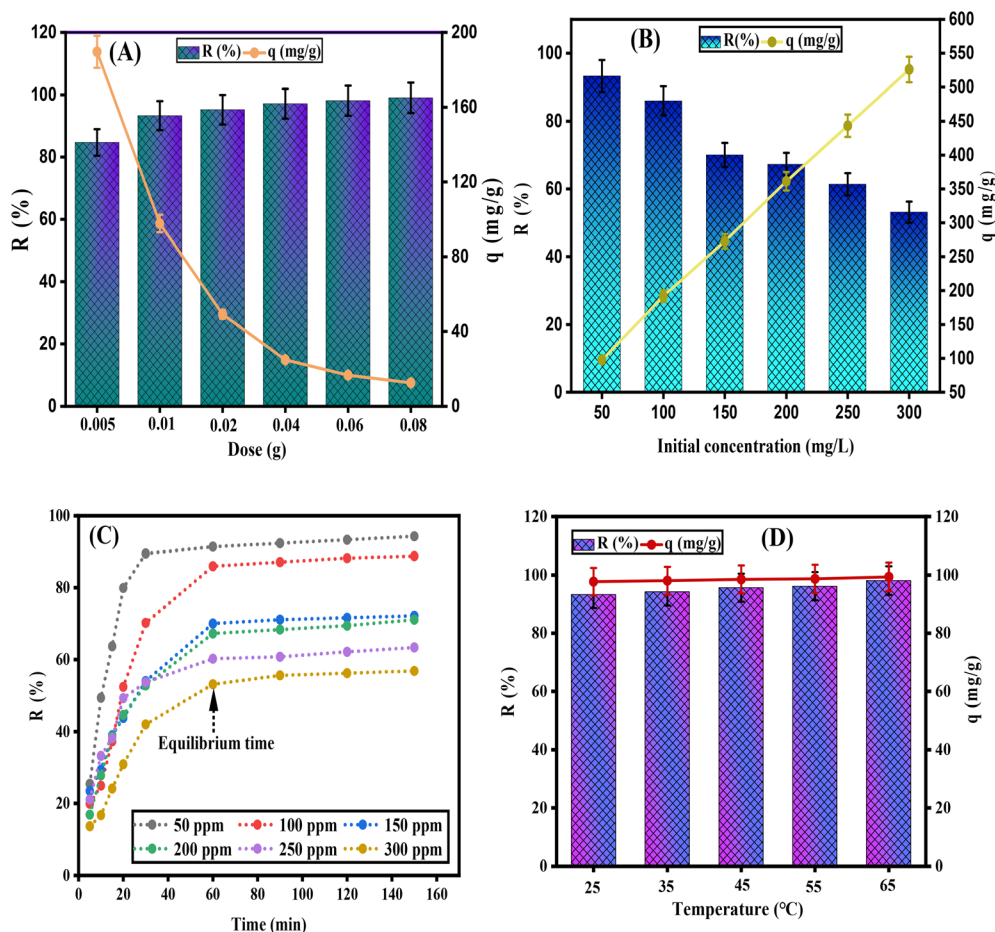 (A)
R (%) q (mg/g)
120
100
80
60
40
20
0
R (%)
200
160
120
80
40
0
q (mg/g)
0.005 0.01 0.02 0.04 0.06 0.08
Dose (g)
(B)
R(%) q (mg/g)
100
80
60
40
20
0
R (%)
600
550
500
450
400
350
300
250
200
150
100
50
q (mg/g)
50 100 150 200 250 300
Initial concentration (mg/L)
(C)
100
80
60
40
20
0
R (%)
Equilibrium time
50 ppm 100 ppm 150 ppm
200 ppm 250 ppm 300 ppm
0 20 40 60 80 100 120 140 160
Time (min)
(D)
R (%) q (mg/g)
120
100
80
60
40
20
0
R (%)
120
100
80
60
40
20
0
q (mg/g)
25 35 45 55 65
Temperature (°C)